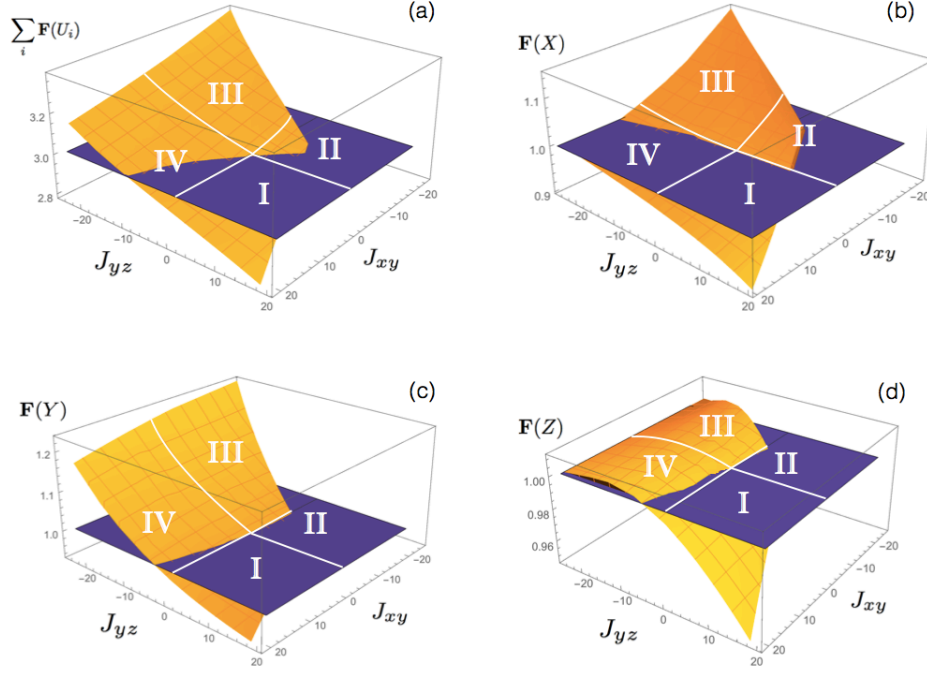 (a)
∑ᵢ F(Uᵢ)
3.2
3.0
2.8
III
IV
II
I
−20
−10
0
10
20
J_yz
−20
−10
0
10
20
J_xy
(b)
F(X)
1.1
1.0
0.9
III
IV
II
I
−20
−10
0
10
20
J_yz
−20
−10
0
10
20
J_xy
(c)
F(Y)
1.2
1.1
1.0
III
IV
II
I
−20
−10
0
10
20
J_yz
−20
−10
0
10
20
J_xy
(d)
F(Z)
1.00
0.98
0.96
III
IV
II
I
−20
−10
0
10
20
J_yz
−20
−10
0
10
20
J_xy